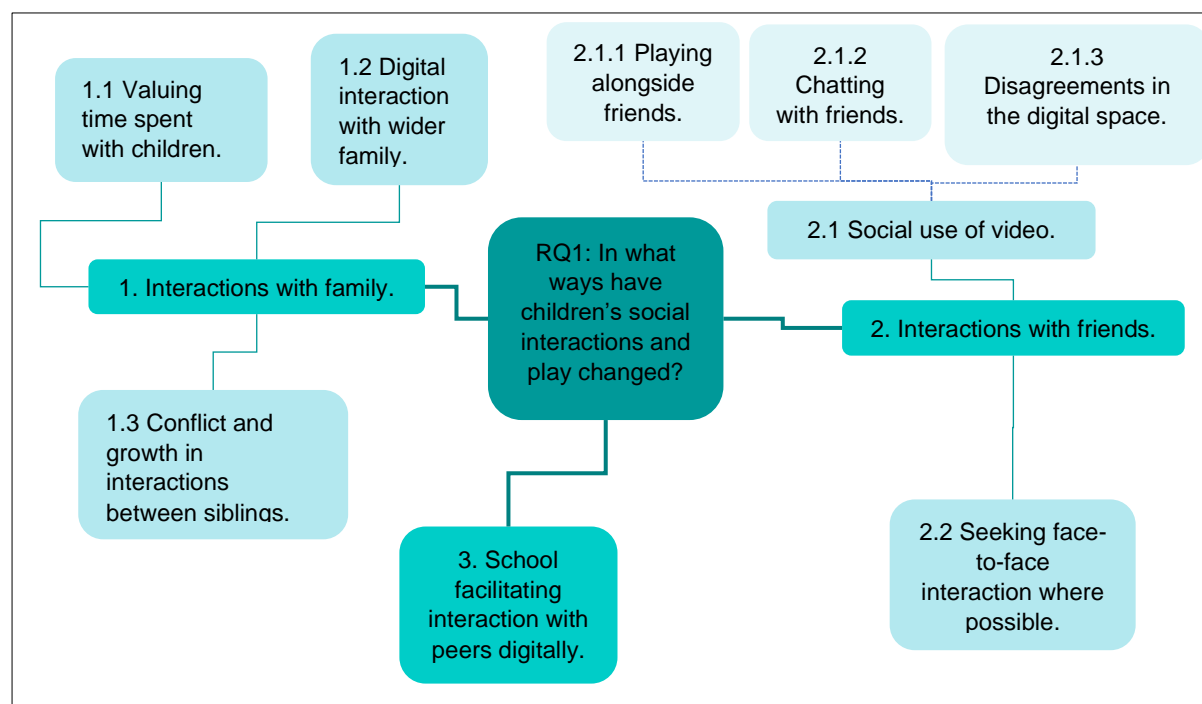 1.1 Valuing
time spent
with children.
1.2 Digital
interaction
with wider
family.
2.1.1 Playing
alongside
friends.
2.1.2
Chatting
with friends.
2.1.3
Disagreements in
the digital space.
2.1 Social use of video.
1. Interactions with family.
RQ1: In what
ways have
children’s social
interactions and
play changed?
2. Interactions with friends.
1.3 Conflict and
growth in
interactions
between siblings.
3. School
facilitating
interaction with
peers digitally.
2.2 Seeking face-
to-face
interaction where
possible.